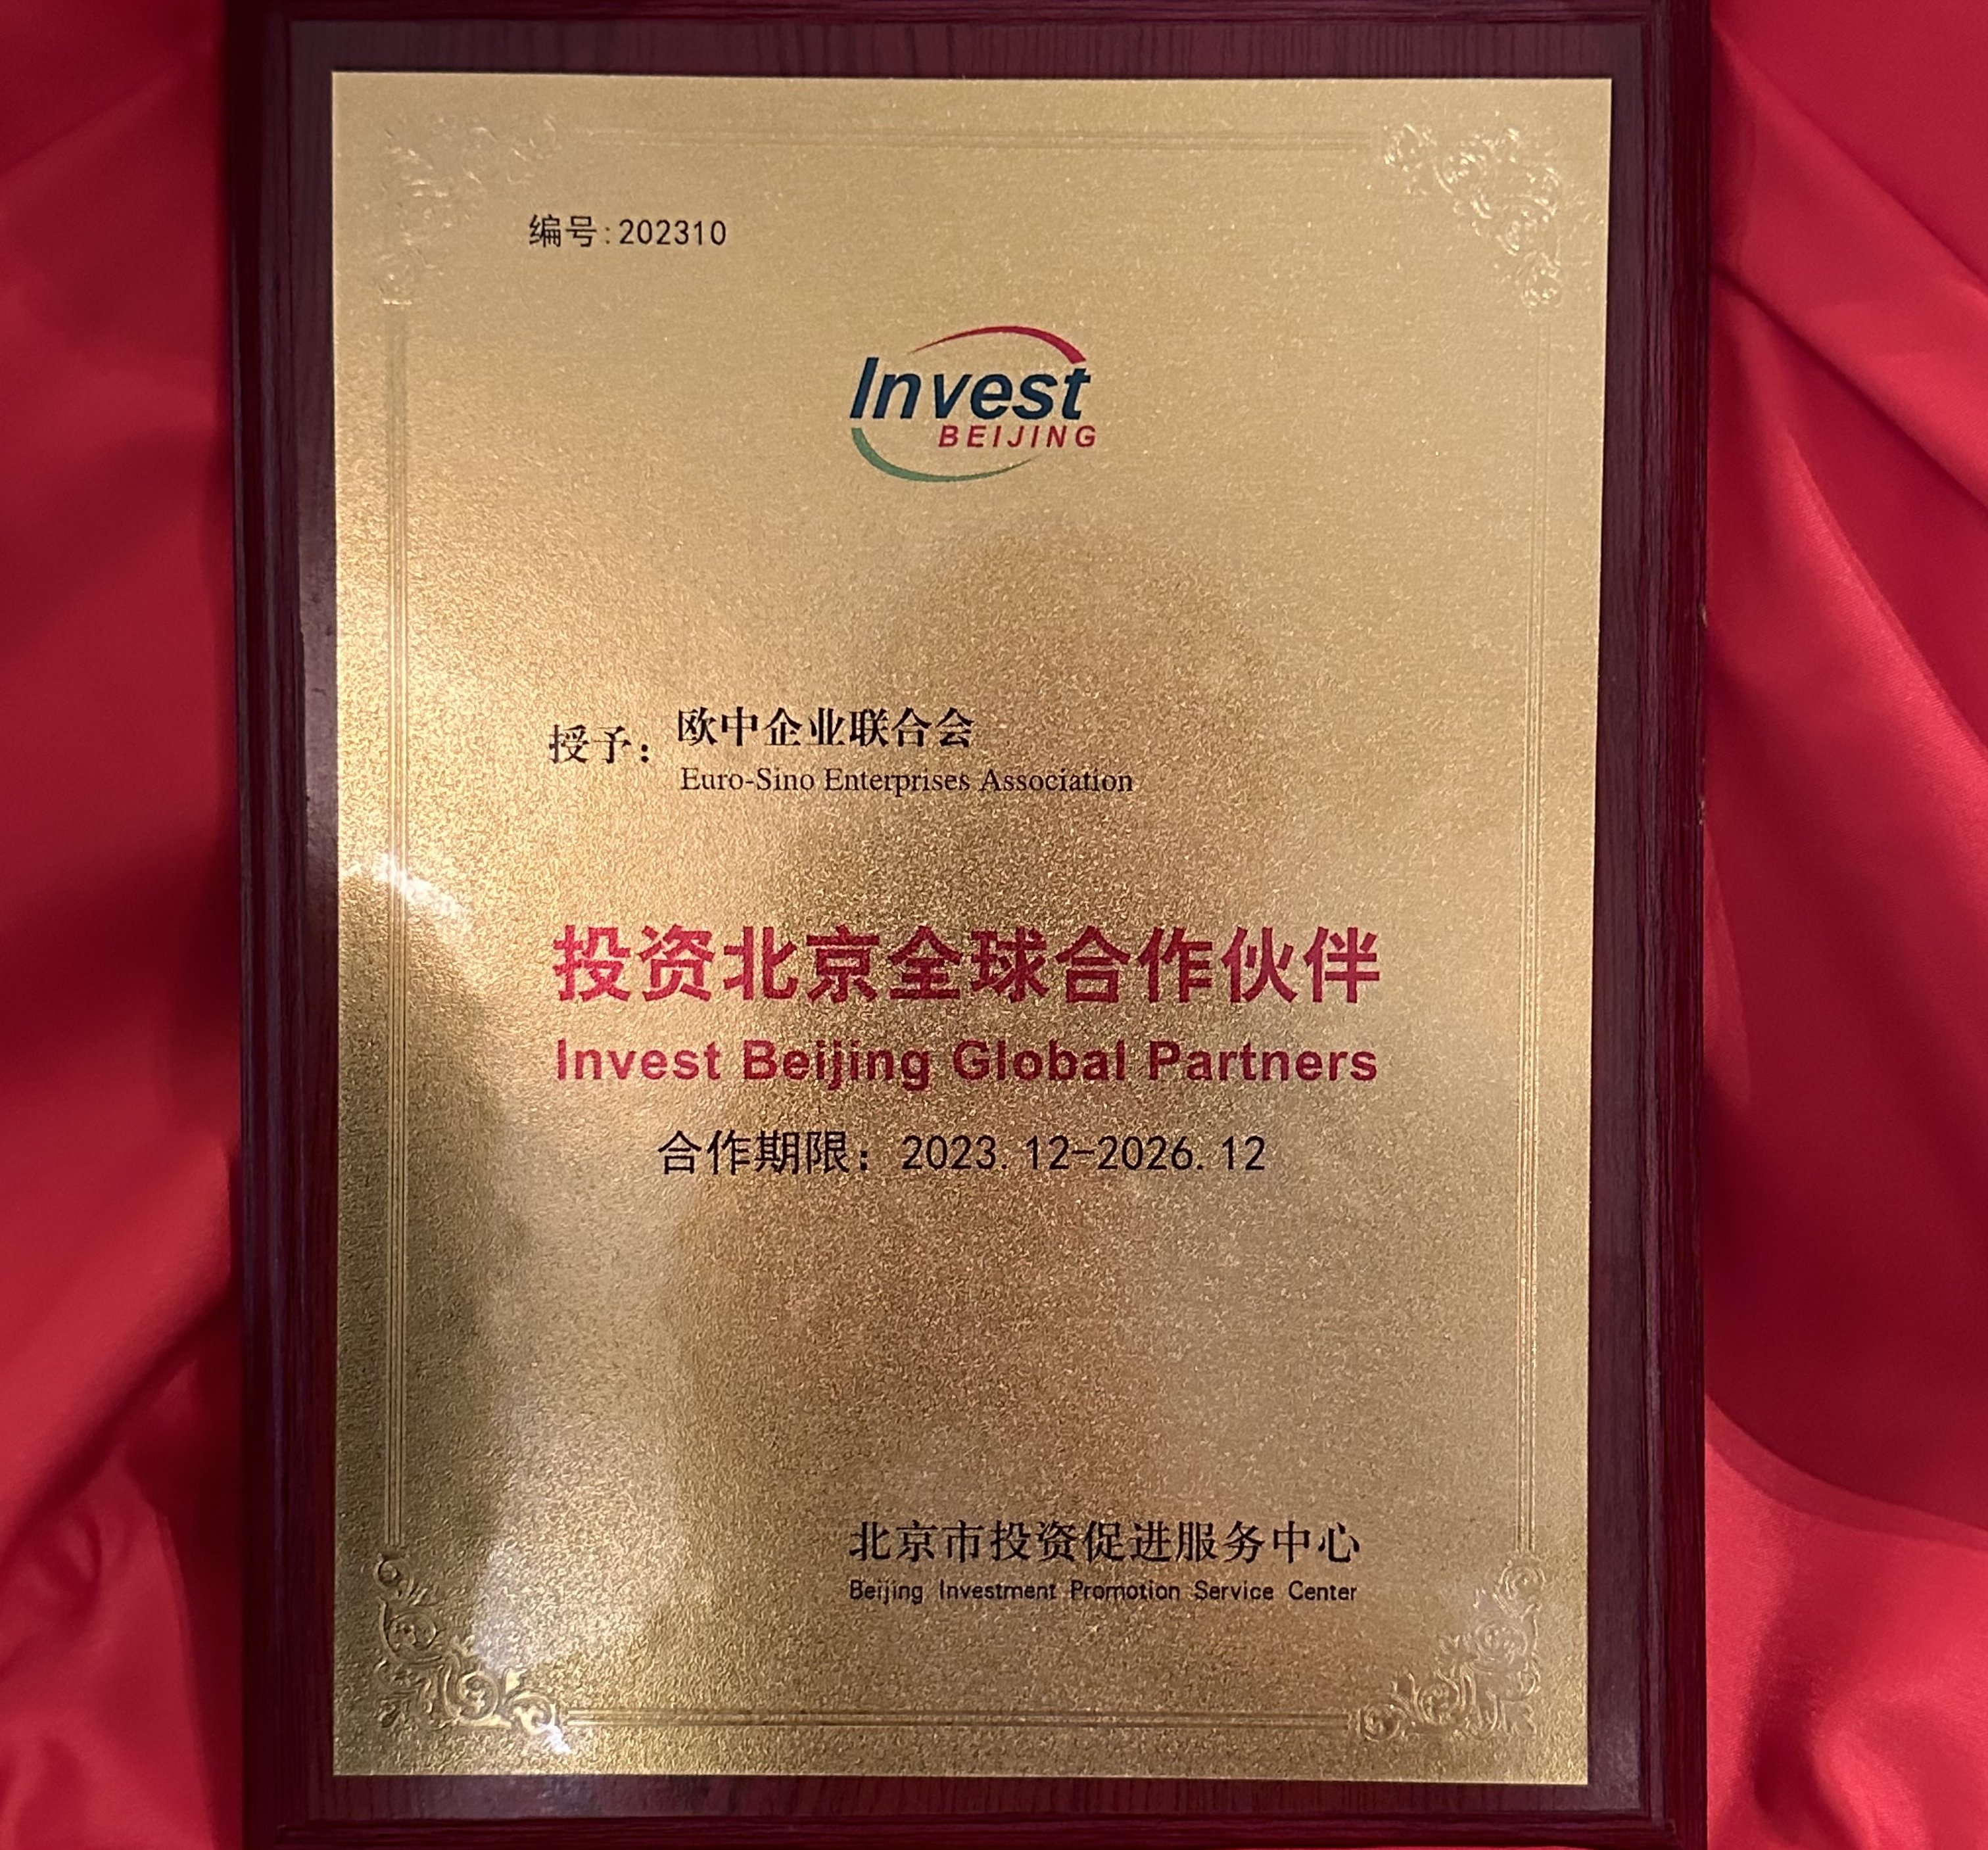 编号:202310
Invest
BEIJING
授予：欧中企业联合会
Euro-Sino Enterprises Association
投资北京全球合作伙伴
Invest Beijing Global Partners
合作期限：2023.12-2026.12
北京市投资促进服务中心
Beijing Investment Promotion Service Center